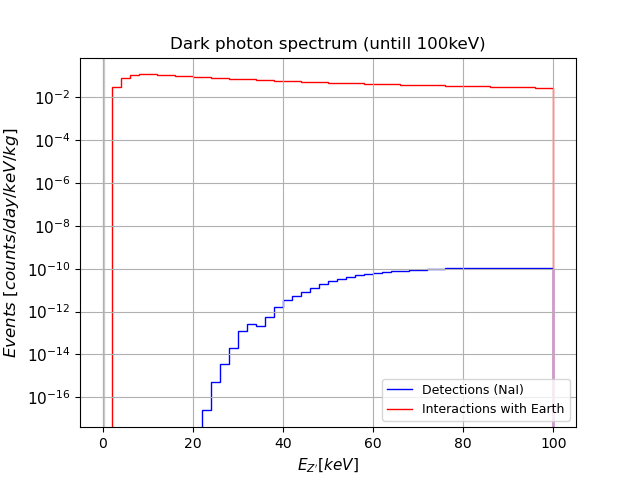 Dark photon spectrum (untill 100keV)
Events [counts/day/keV/kg]
10⁻²
10⁻⁴
10⁻⁶
10⁻⁸
10⁻¹⁰
10⁻¹²
10⁻¹⁴
10⁻¹⁶
Detections (NaI)
Interactions with Earth
0 20 40 60 80 100
E_Z'[keV]